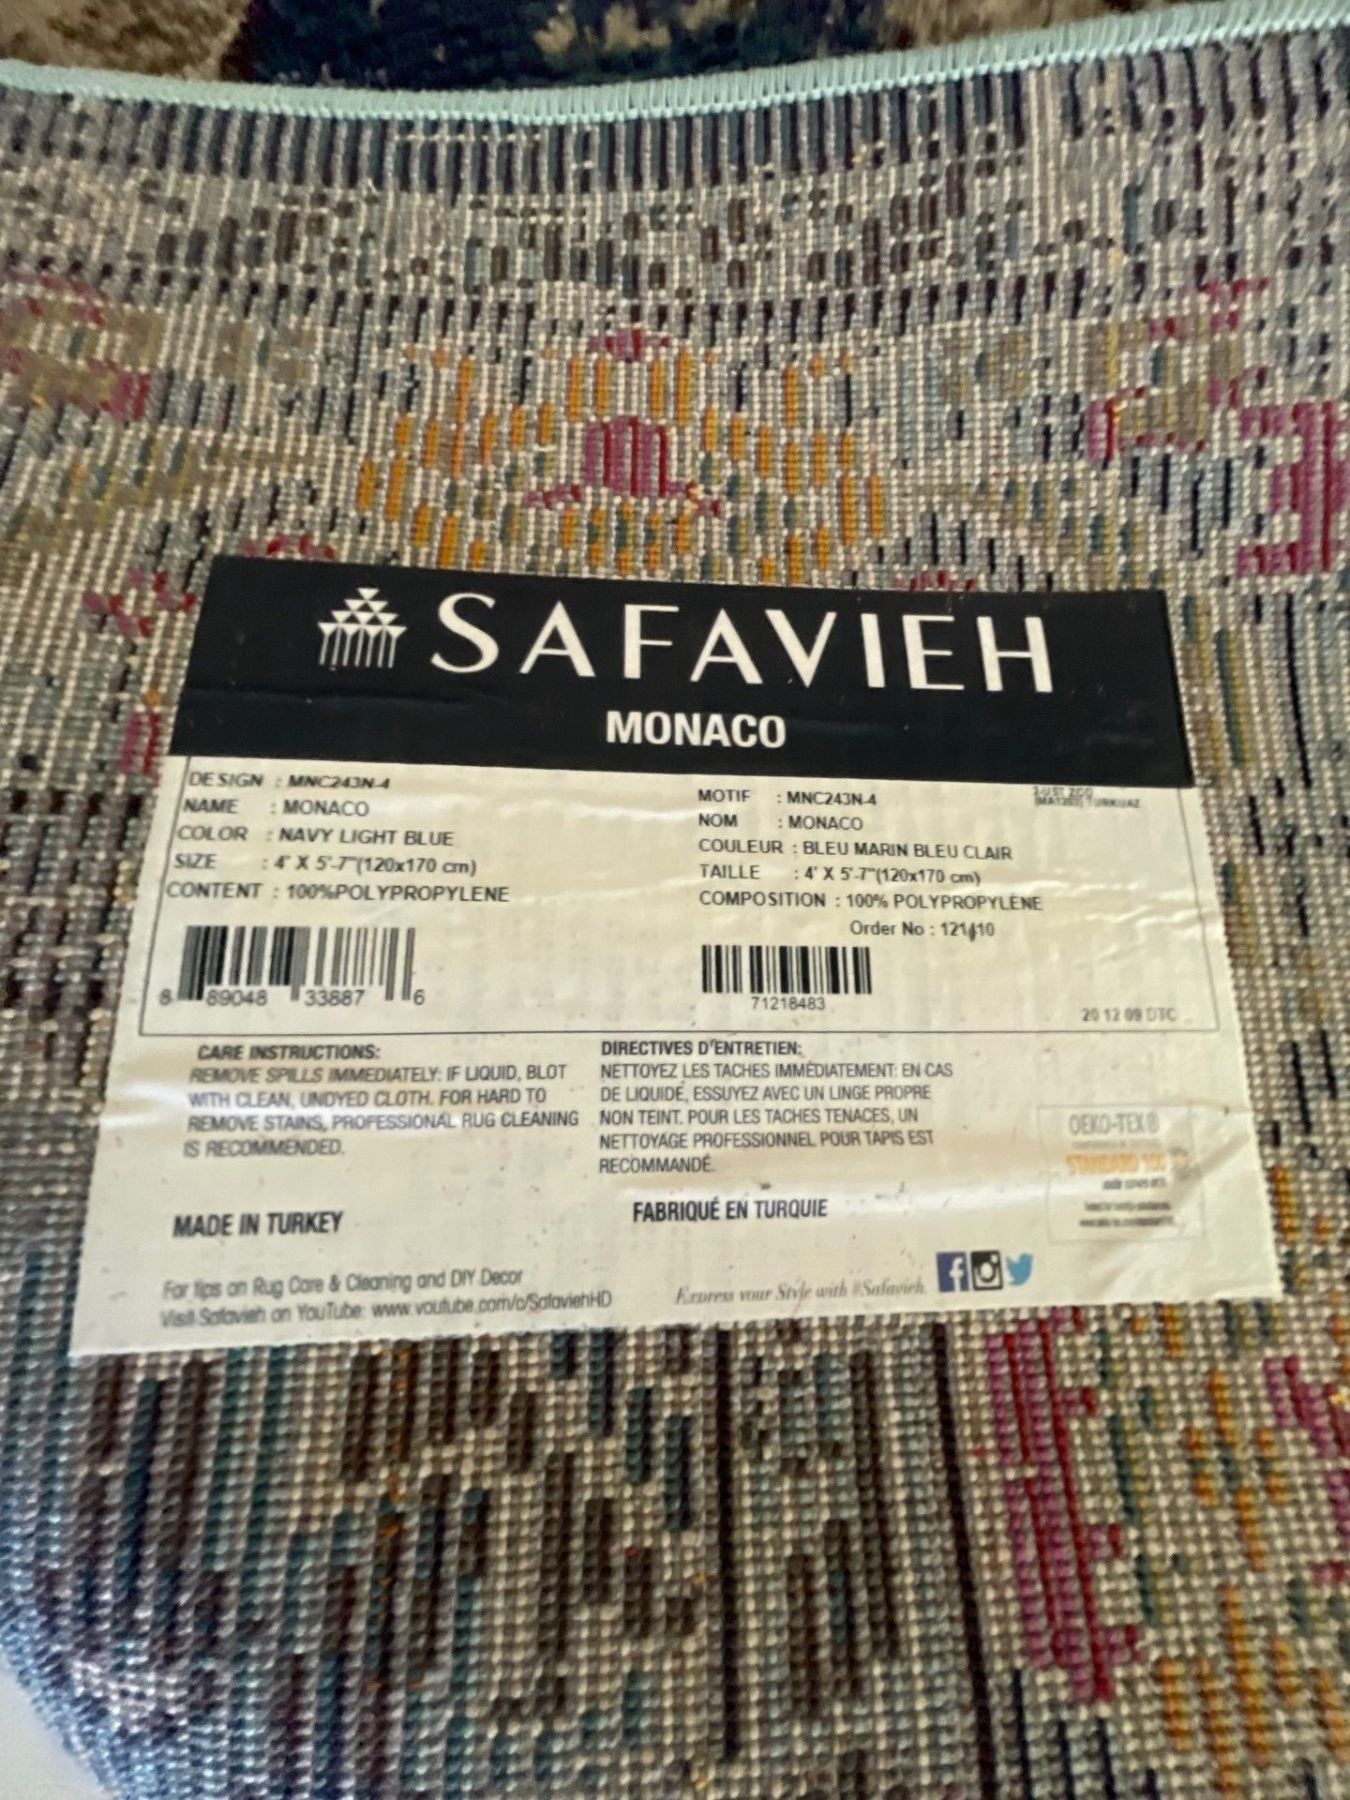 SAFAVIEH
MONACO
DESIGN : MNC243N-4
NAME : MONACO
COLOR : NAVY LIGHT BLUE
SIZE : 4' X 5'-7"(120x170 cm)
CONTENT : 100%POLYPROPYLENE
8 89048 33887 6
MOTIF : MNC243N-4
NOM : MONACO
COULEUR : BLEU MARIN BLEU CLAIR
TAILLE : 4' X 5'-7"(120x170 cm)
COMPOSITION : 100% POLYPROPYLÈNE
TURKUAZ
Order No :
71218483
20 12 09 DTC
CARE INSTRUCTIONS:
REMOVE SPILLS IMMEDIATELY: IF LIQUID, BLOT
WITH CLEAN, UNDYED CLOTH. FOR HARD TO
REMOVE STAINS, PROFESSIONAL RUG CLEANING
IS RECOMMENDED.
DIRECTIVES D'ENTRETIEN:
NETTOYEZ LES TACHES IMMÉDIATEMENT: EN CAS
DE LIQUIDE, ESSUYEZ AVEC UN LINGE PROPRE
NON TEINT. POUR LES TACHES TENACES, UN
NETTOYAGE PROFESSIONNEL POUR TAPIS EST
RECOMMANDÉ.
OEKO-TEX®
STANDARD 100
MADE IN TURKEY
FABRIQUÉ EN TURQUIE
For tips on Rug Care & Cleaning and DIY Decor
Visit Safavieh on YouTube: www.youtube.com/c/SafaviehHD
Express your Style with #Safavieh